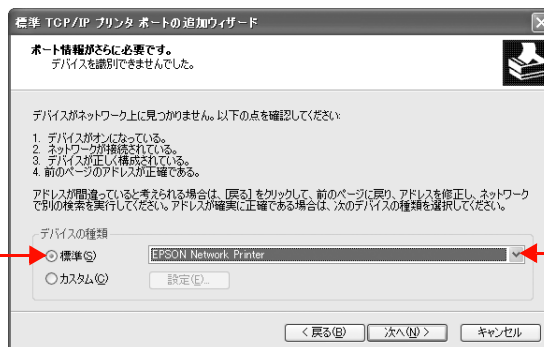 標準 TCP/IP プリンタ ポートの追加ウィザード
ポート情報がさらに必要です。
デバイスを識別できませんでした。
デバイスがネットワーク上に見つかりません。以下の点を確認してください:
1. デバイスがオンになっている。
2. ネットワークが接続されている。
3. デバイスが正しく構成されている。
4. 前のページのアドレスが正確である。
アドレスが間違っていると考えられる場合は、[戻る] をクリックして、前のページに戻り、アドレスを修正し、ネットワーク
で別の検索を実行してください。アドレスが確実に正確である場合は、次のデバイスの種類を選択してください。
デバイスの種類
標準(S)
EPSON Network Printer
カスタム(C)
設定(E)...
< 戻る(B)
次へ(N) >
キャンセル